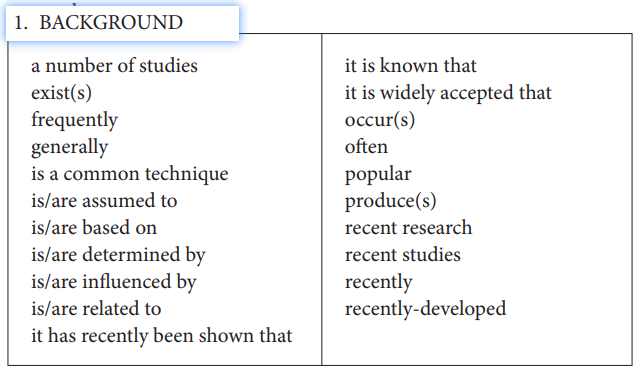 1. BACKGROUND
a number of studies
exist(s)
frequently
generally
is a common technique
is/are assumed to
is/are based on
is/are determined by
is/are influenced by
is/are related to
it has recently been shown that
it is known that
it is widely accepted that
occur(s)
often
popular
produce(s)
recent research
recent studies
recently
recently-developed